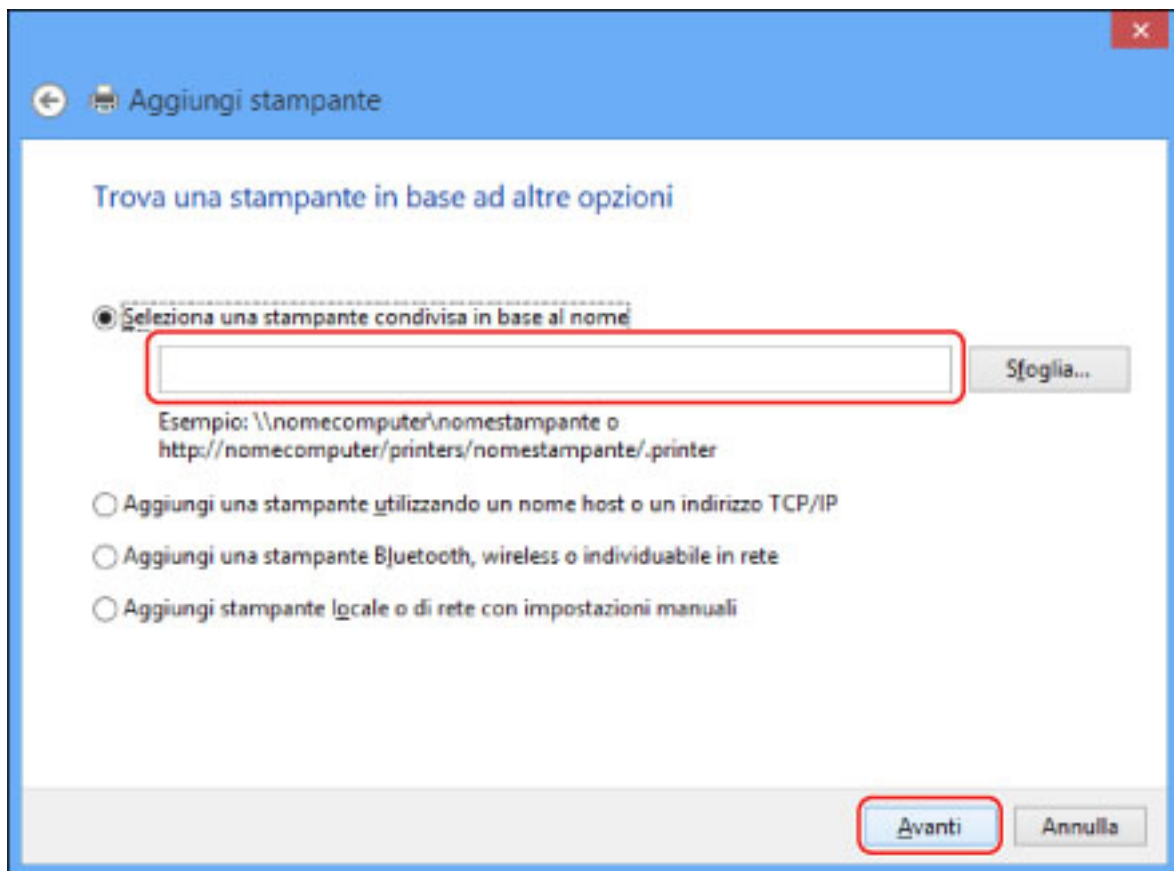 Aggiungi stampante
Trova una stampante in base ad altre opzioni
Seleziona una stampante condivisa in base al nome
Sfoglia...
Esempio: \\nomecomputer\nomestampante o
http://nomecomputer/printers/nomestampante/.printer
Aggiungi una stampante utilizzando un nome host o un indirizzo TCP/IP
Aggiungi una stampante Bluetooth, wireless o individuabile in rete
Aggiungi stampante locale o di rete con impostazioni manuali
Avanti Annulla